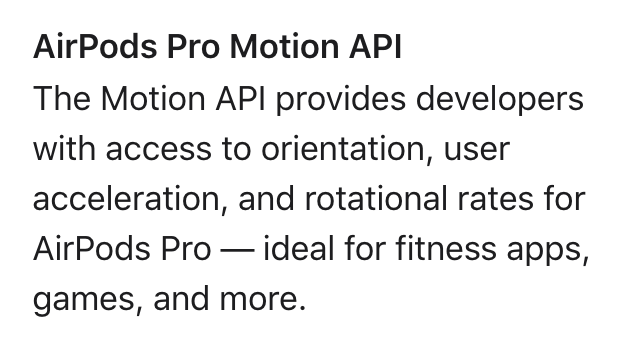 AirPods Pro Motion API
The Motion API provides developers
with access to orientation, user
acceleration, and rotational rates for
AirPods Pro — ideal for fitness apps,
games, and more.